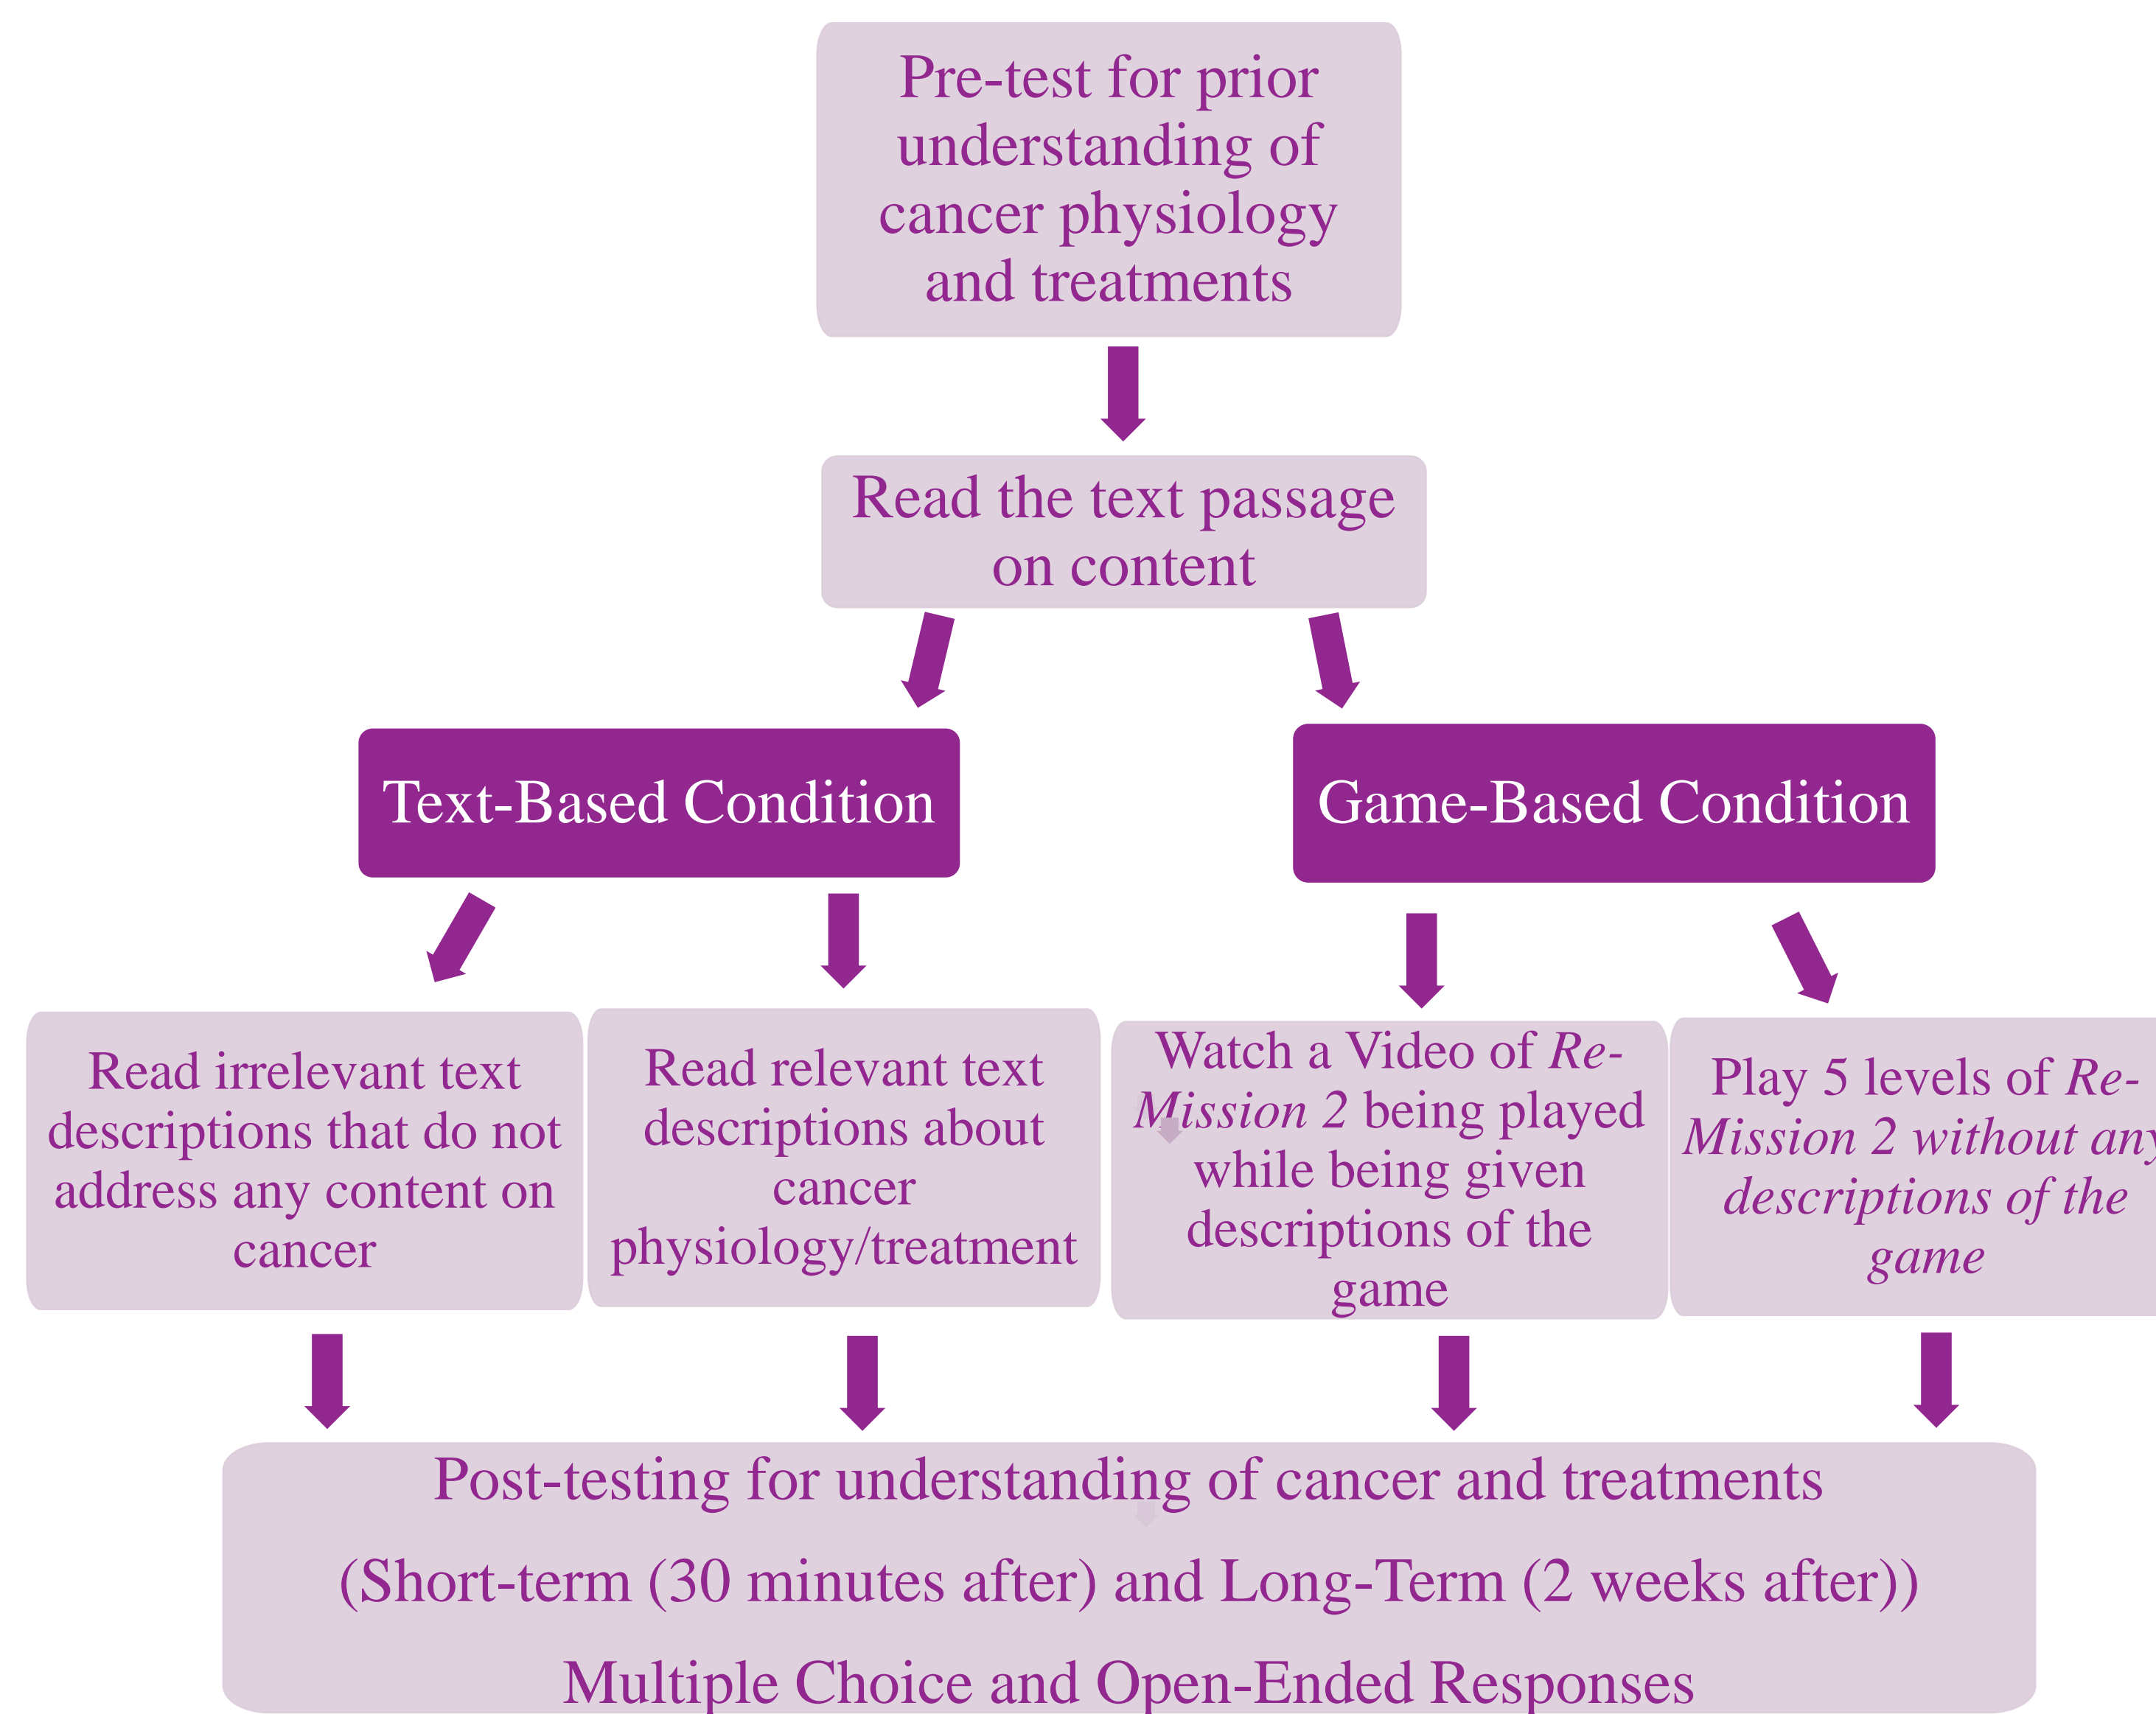 Pre-test for prior
understanding of
cancer physiology
and treatments
Read the text passage
on content
Text-Based Condition
Game-Based Condition
Read irrelevant text
descriptions that do not
address any content on
cancer
Read relevant text
descriptions about
cancer
physiology/treatment
Watch a Video of Re-
Mission 2 being played
while being given
descriptions of the
game
Play 5 levels of Re-
Mission 2 without any
descriptions of the
game
Post-testing for understanding of cancer and treatments
(Short-term (30 minutes after) and Long-Term (2 weeks after))
Multiple Choice and Open-Ended Responses